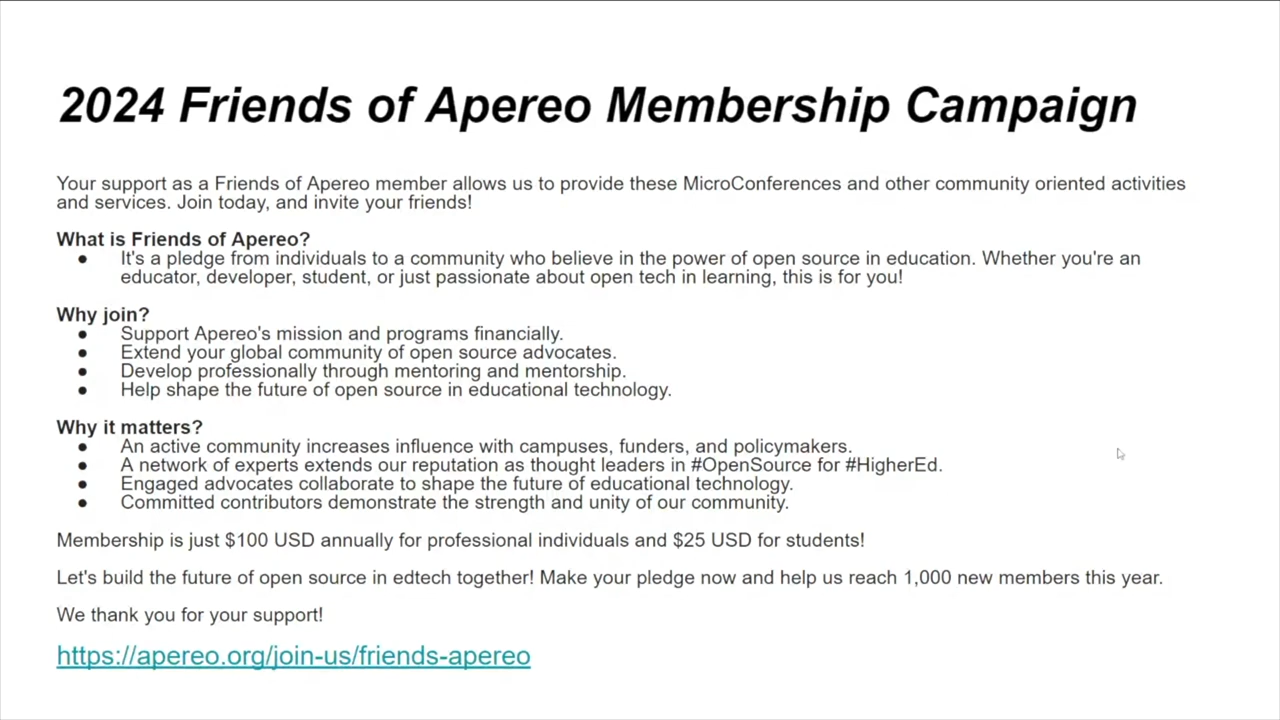 2024 Friends of Apereo Membership Campaign
Your support as a Friends of Apereo member allows us to provide these MicroConferences and other community oriented activities
and services. Join today, and invite your friends!
What is Friends of Apereo?
● It's a pledge from individuals to a community who believe in the power of open source in education. Whether you're an
educator, developer, student, or just passionate about open tech in learning, this is for you!
Why join?
● Support Apereo's mission and programs financially.
● Extend your global community of open source advocates.
● Develop professionally through mentoring and mentorship.
● Help shape the future of open source in educational technology.
Why it matters?
● An active community increases influence with campuses, funders, and policymakers.
● A network of experts extends our reputation as thought leaders in #OpenSource for #HigherEd.
● Engaged advocates collaborate to shape the future of educational technology.
● Committed contributors demonstrate the strength and unity of our community.
Membership is just $100 USD annually for professional individuals and $25 USD for students!
Let's build the future of open source in edtech together! Make your pledge now and help us reach 1,000 new members this year.
We thank you for your support!
https://apereo.org/join-us/friends-apereo